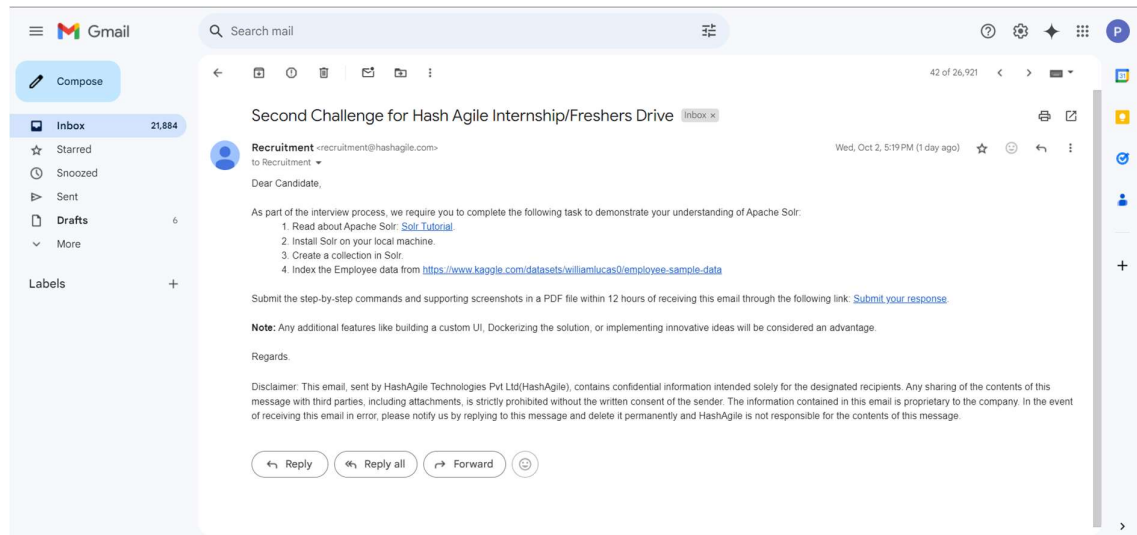 Gmail
Search mail
P
Compose
42 of 26,921
Inbox 21,884
Starred
Snoozed
Sent
Drafts 6
More
Labels
Second Challenge for Hash Agile Internship/Freshers Drive Inbox ×
Recruitment <recruitment@hashagile.com>
Wed, Oct 2, 5:19 PM (1 day ago)
to Recruitment
Dear Candidate,
As part of the interview process, we require you to complete the following task to demonstrate your understanding of Apache Solr:
1. Read about Apache Solr: Solr Tutorial.
2. Install Solr on your local machine.
3. Create a collection in Solr.
4. Index the Employee data from https://www.kaggle.com/datasets/williamlucas0/employee-sample-data
Submit the step-by-step commands and supporting screenshots in a PDF file within 12 hours of receiving this email through the following link: Submit your response.
Note: Any additional features like building a custom UI, Dockerizing the solution, or implementing innovative ideas will be considered an advantage.
Regards.
Disclaimer: This email, sent by HashAgile Technologies Pvt Ltd(HashAgile), contains confidential information intended solely for the designated recipients. Any sharing of the contents of this
message with third parties, including attachments, is strictly prohibited without the written consent of the sender. The information contained in this email is proprietary to the company. In the event
of receiving this email in error, please notify us by replying to this message and delete it permanently and HashAgile is not responsible for the contents of this message.
Reply
Reply all
Forward